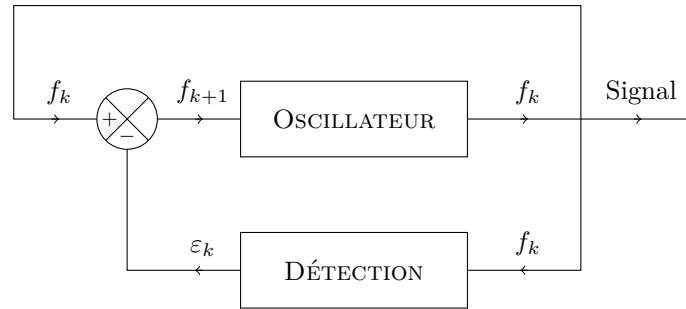 f_k
f_{k+1}
f_k
Signal
+
−
OSCILLATEUR
ε_k
f_k
DÉTECTION